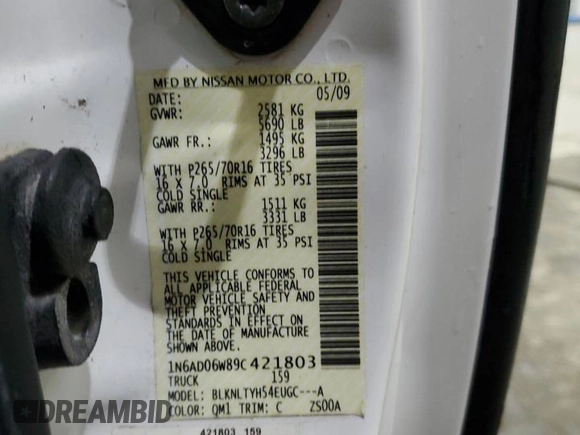 MFD BY NISSAN MOTOR CO., LTD.
DATE: 05/09
GVWR: 2581 KG
5690 LB
GAWR FR.: 1495 KG
3296 LB
WITH P265/70R16 TIRES
16 X 7.0 RIMS AT 35 PSI
COLD SINGLE
GAWR RR.: 1511 KG
3331 LB
WITH P265/70R16 TIRES
16 X 7.0 RIMS AT 35 PSI
COLD SINGLE
THIS VEHICLE CONFORMS TO
ALL APPLICABLE FEDERAL
MOTOR VEHICLE SAFETY AND
THEFT PREVENTION
STANDARDS IN EFFECT ON
THE DATE OF MANUFACTURE
SHOWN ABOVE.
1N6AD06W89C421803
TRUCK 159
MODEL: BLKNLTYH54EUGC---A
COLOR: QM1 TRIM: C ZS00A
421803 159
DREAMBID
dreambid.com